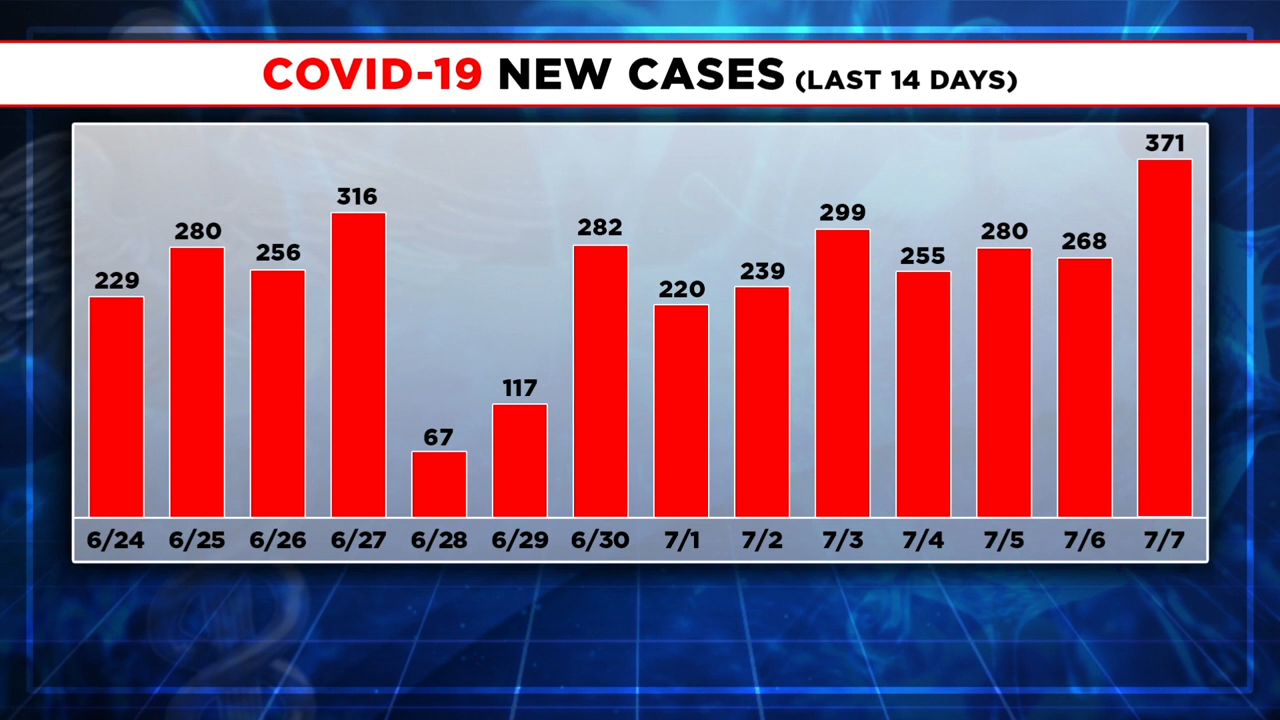 COVID-19 NEW CASES (LAST 14 DAYS)
229 280 256 316 67 117 282 220 239 299 255 280 268 371
6/24 6/25 6/26 6/27 6/28 6/29 6/30 7/1 7/2 7/3 7/4 7/5 7/6 7/7